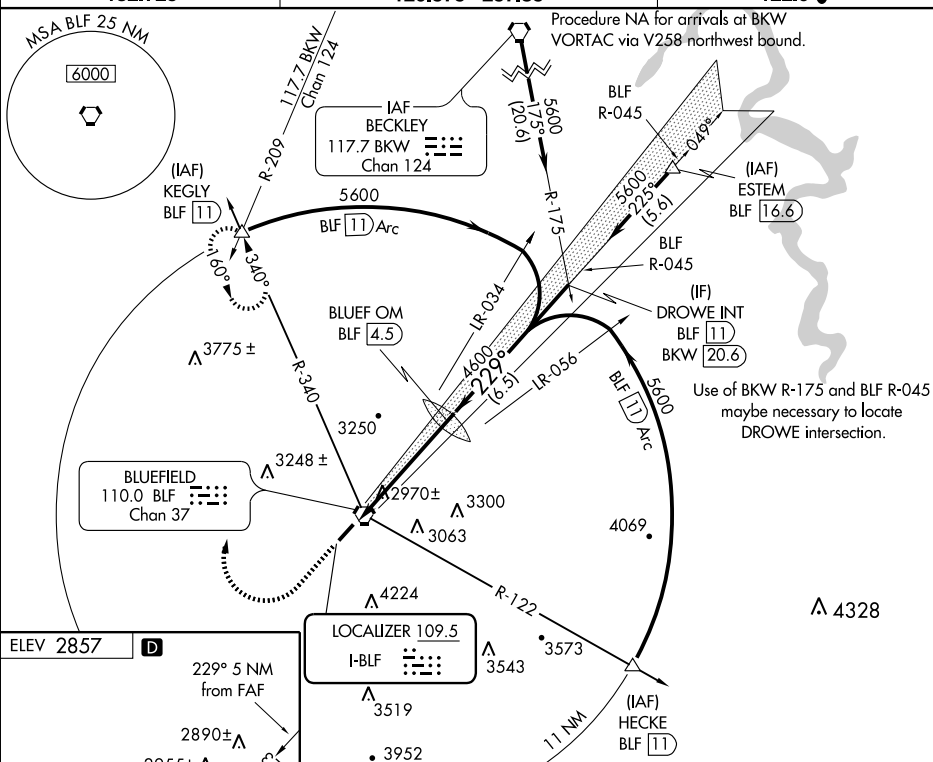 Procedure NA for arrivals at BKW
VORTAC via V258 northwest bound.
MSA BLF 25 NM
6000
117.7 BKW
Chan 124
R-209
IAF
BECKLEY
117.7 BKW
Chan 124
5600
175°
(20.6)
R-175
BLF
R-045
049°
5600
225°
(5.6)
(IAF)
ESTEM
BLF 16.6
(IAF)
KEGLY
BLF 11
5600
BLF 11 Arc
160°
340°
R-340
BLUEF OM
BLF 4.5
LR-034
BLF
R-045
(IF)
DROWE INT
BLF 11
BKW 20.6
4600
229°
(6.5)
LR-056
BLF 11 Arc
5600
Use of BKW R-175 and BLF R-045
maybe necessary to locate
DROWE intersection.
3775 ±
3250
3248 ±
BLUEFIELD
110.0 BLF
Chan 37
2970±
3300
3063
4069
4224
R-122
4328
LOCALIZER 109.5
I-BLF
3543
3573
3519
3952
11 NM
(IAF)
HECKE
BLF 11
ELEV 2857
D
229° 5 NM
from FAF
2890±